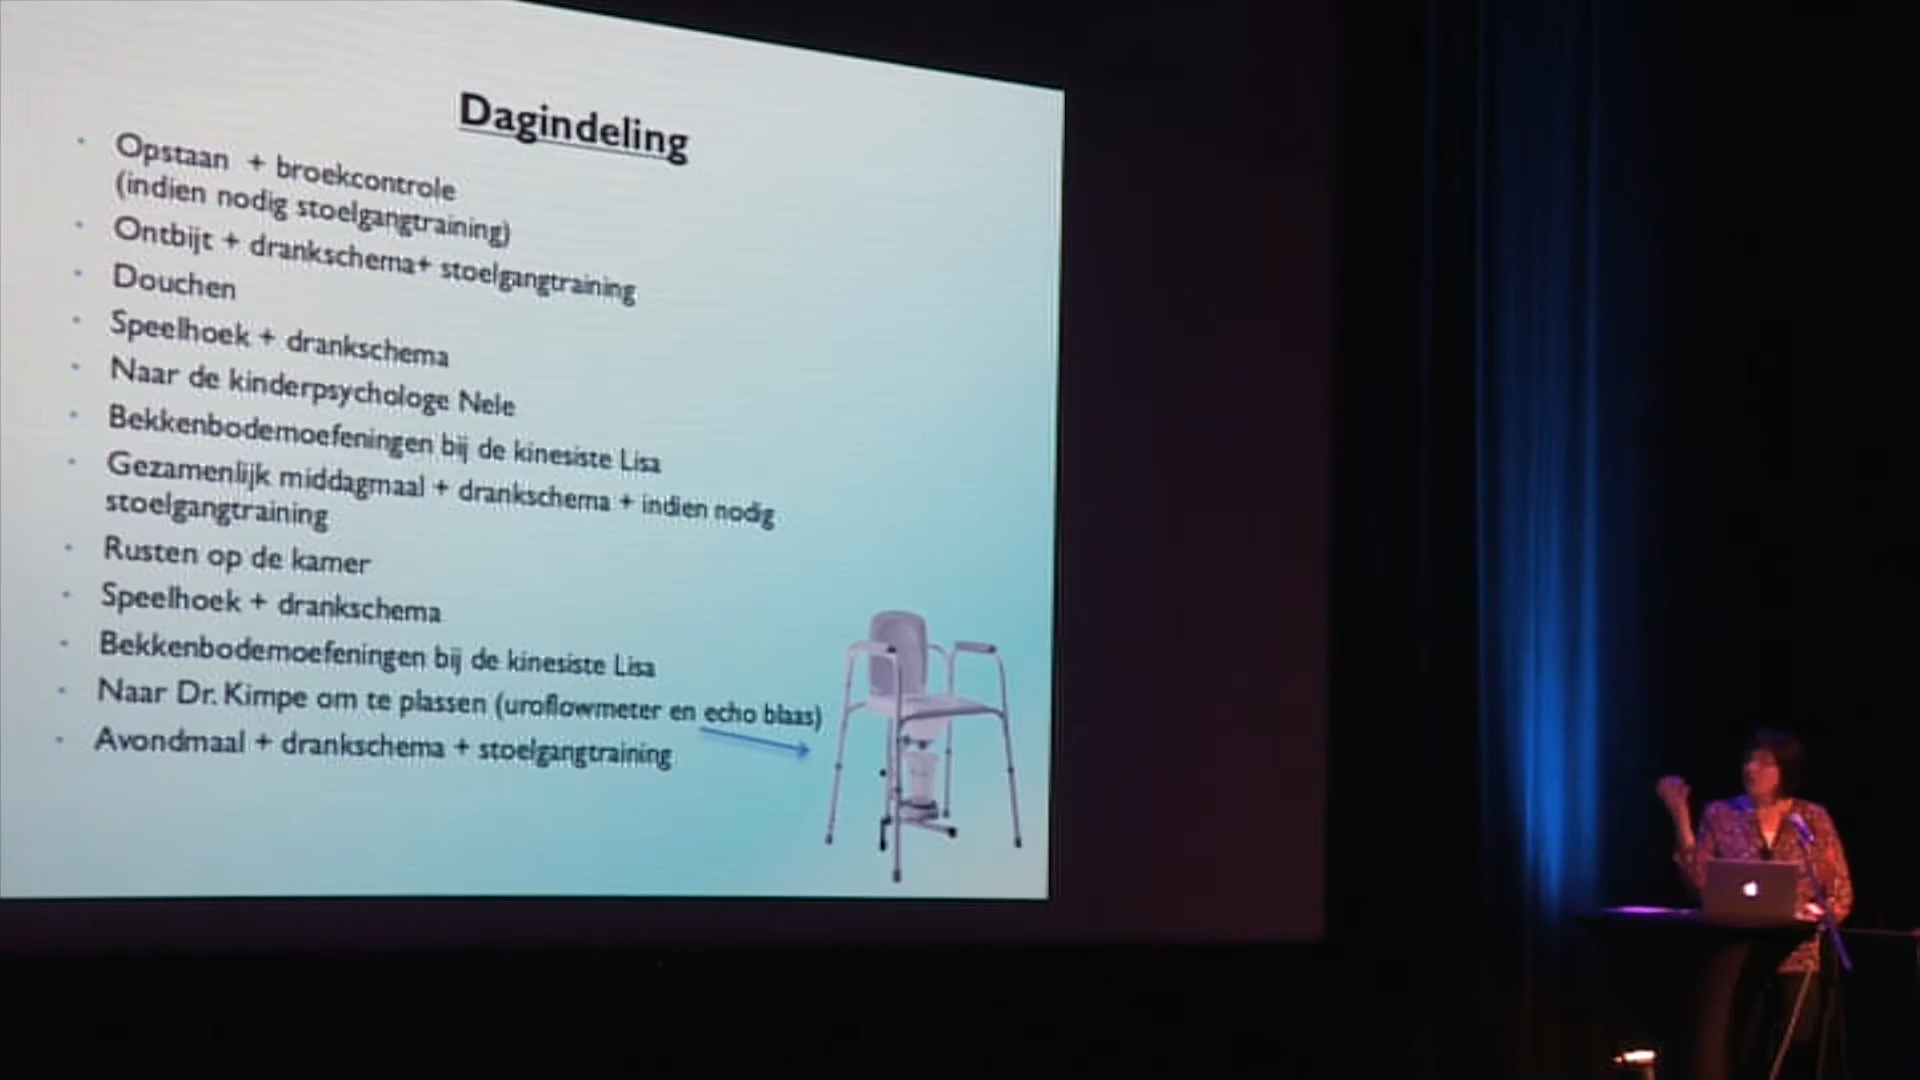 Dagindeling
Opstaan + broekcontrole
(indien nodig stoelgangtraining)
Ontbijt + drankschema+ stoelgangtraining
Douchen
Speelhoek + drankschema
Naar de kinderpsychologe Nele
Bekkenbodemoefeningen bij de kinesiste Lisa
Gezamenlijk middagmaal + drankschema + indien nodig
stoelgangtraining
Rusten op de kamer
Speelhoek + drankschema
Bekkenbodemoefeningen bij de kinesiste Lisa
Naar Dr. Kimpe om te plassen (uroflowmeter en echo blaas)
Avondmaal + drankschema + stoelgangtraining